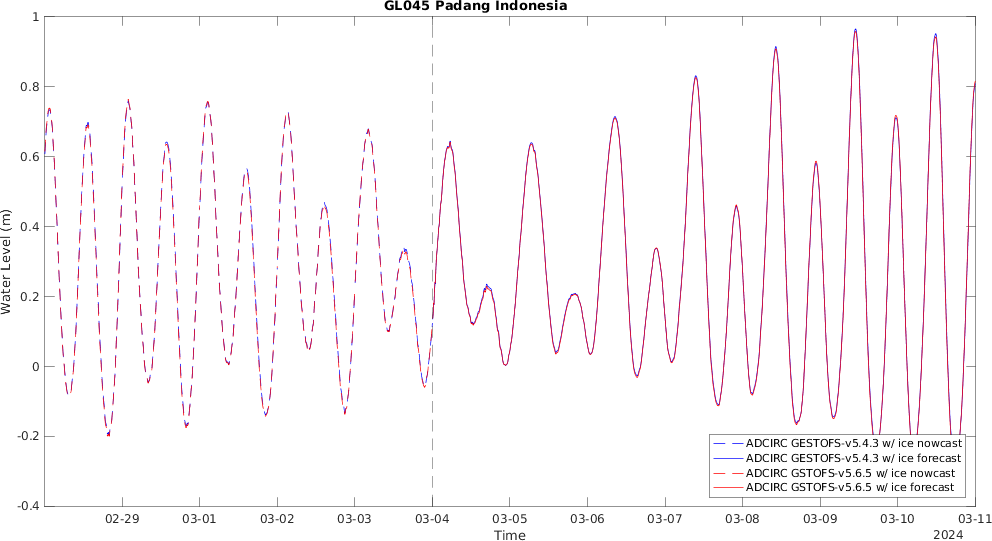 GL045 Padang Indonesia
1
0.8
0.6
0.4
0.2
0
-0.2
-0.4
Water Level (m)
ADCIRC GESTOFS-v5.4.3 w/ ice nowcast
ADCIRC GESTOFS-v5.4.3 w/ ice forecast
ADCIRC GSTOFS-v5.6.5 w/ ice nowcast
ADCIRC GSTOFS-v5.6.5 w/ ice forecast
02-29 03-01 03-02 03-03 03-04 03-05 03-06 03-07 03-08 03-09 03-10 03-11
Time
2024